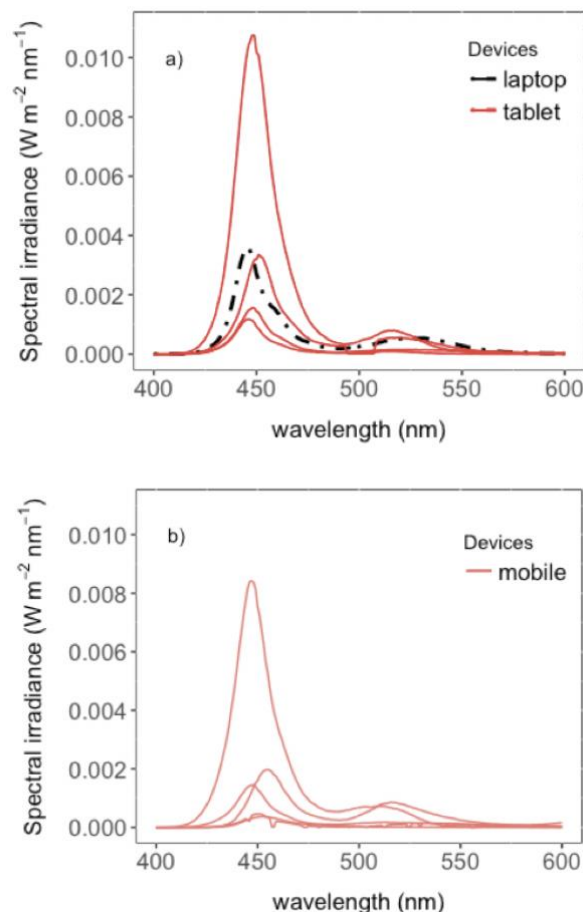 a)
Devices
laptop
tablet
Spectral irradiance (W m⁻² nm⁻¹)
0.010
0.008
0.006
0.004
0.002
0.000
400 450 500 550 600
wavelength (nm)
b)
Devices
mobile
Spectral irradiance (W m⁻² nm⁻¹)
0.010
0.008
0.006
0.004
0.002
0.000
400 450 500 550 600
wavelength (nm)